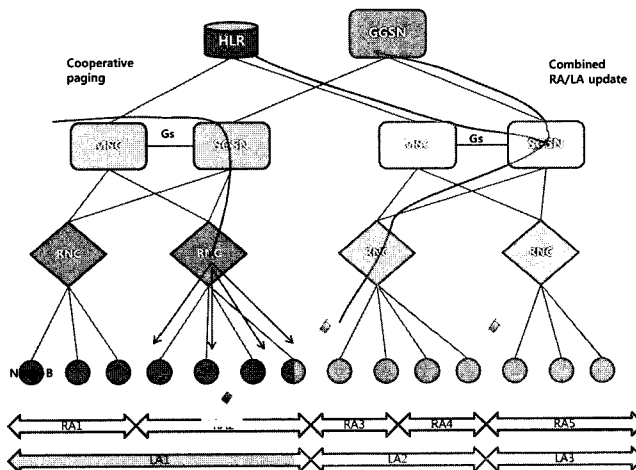 HLR
GGSN
Cooperative
paging
Combined
RA/LA update
MSC
Gs
SGSN
MSC
Gs
SGSN
RNC
RNC
RNC
RNC
B
RA1
RA3
RA4
RA5
LA1
LA2
LA3